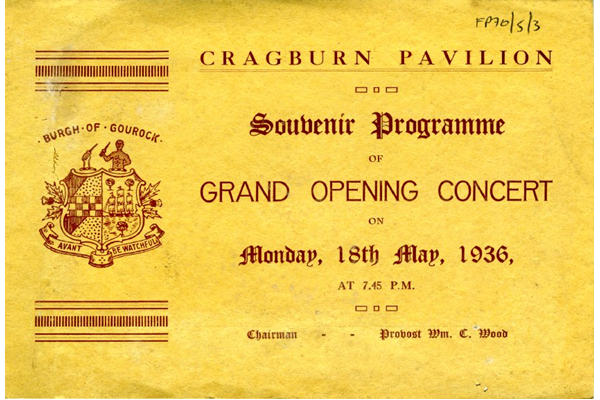 FP70/5/3
CRAGBURN PAVILION
Souvenir Programme
OF
GRAND OPENING CONCERT
ON
Monday, 18th May, 1936,
AT 7.45 P.M.
Chairman - - Provost Wm. C. Wood
· BURGH · OF · GOUROCK ·
AVANT BE WATCHFUL